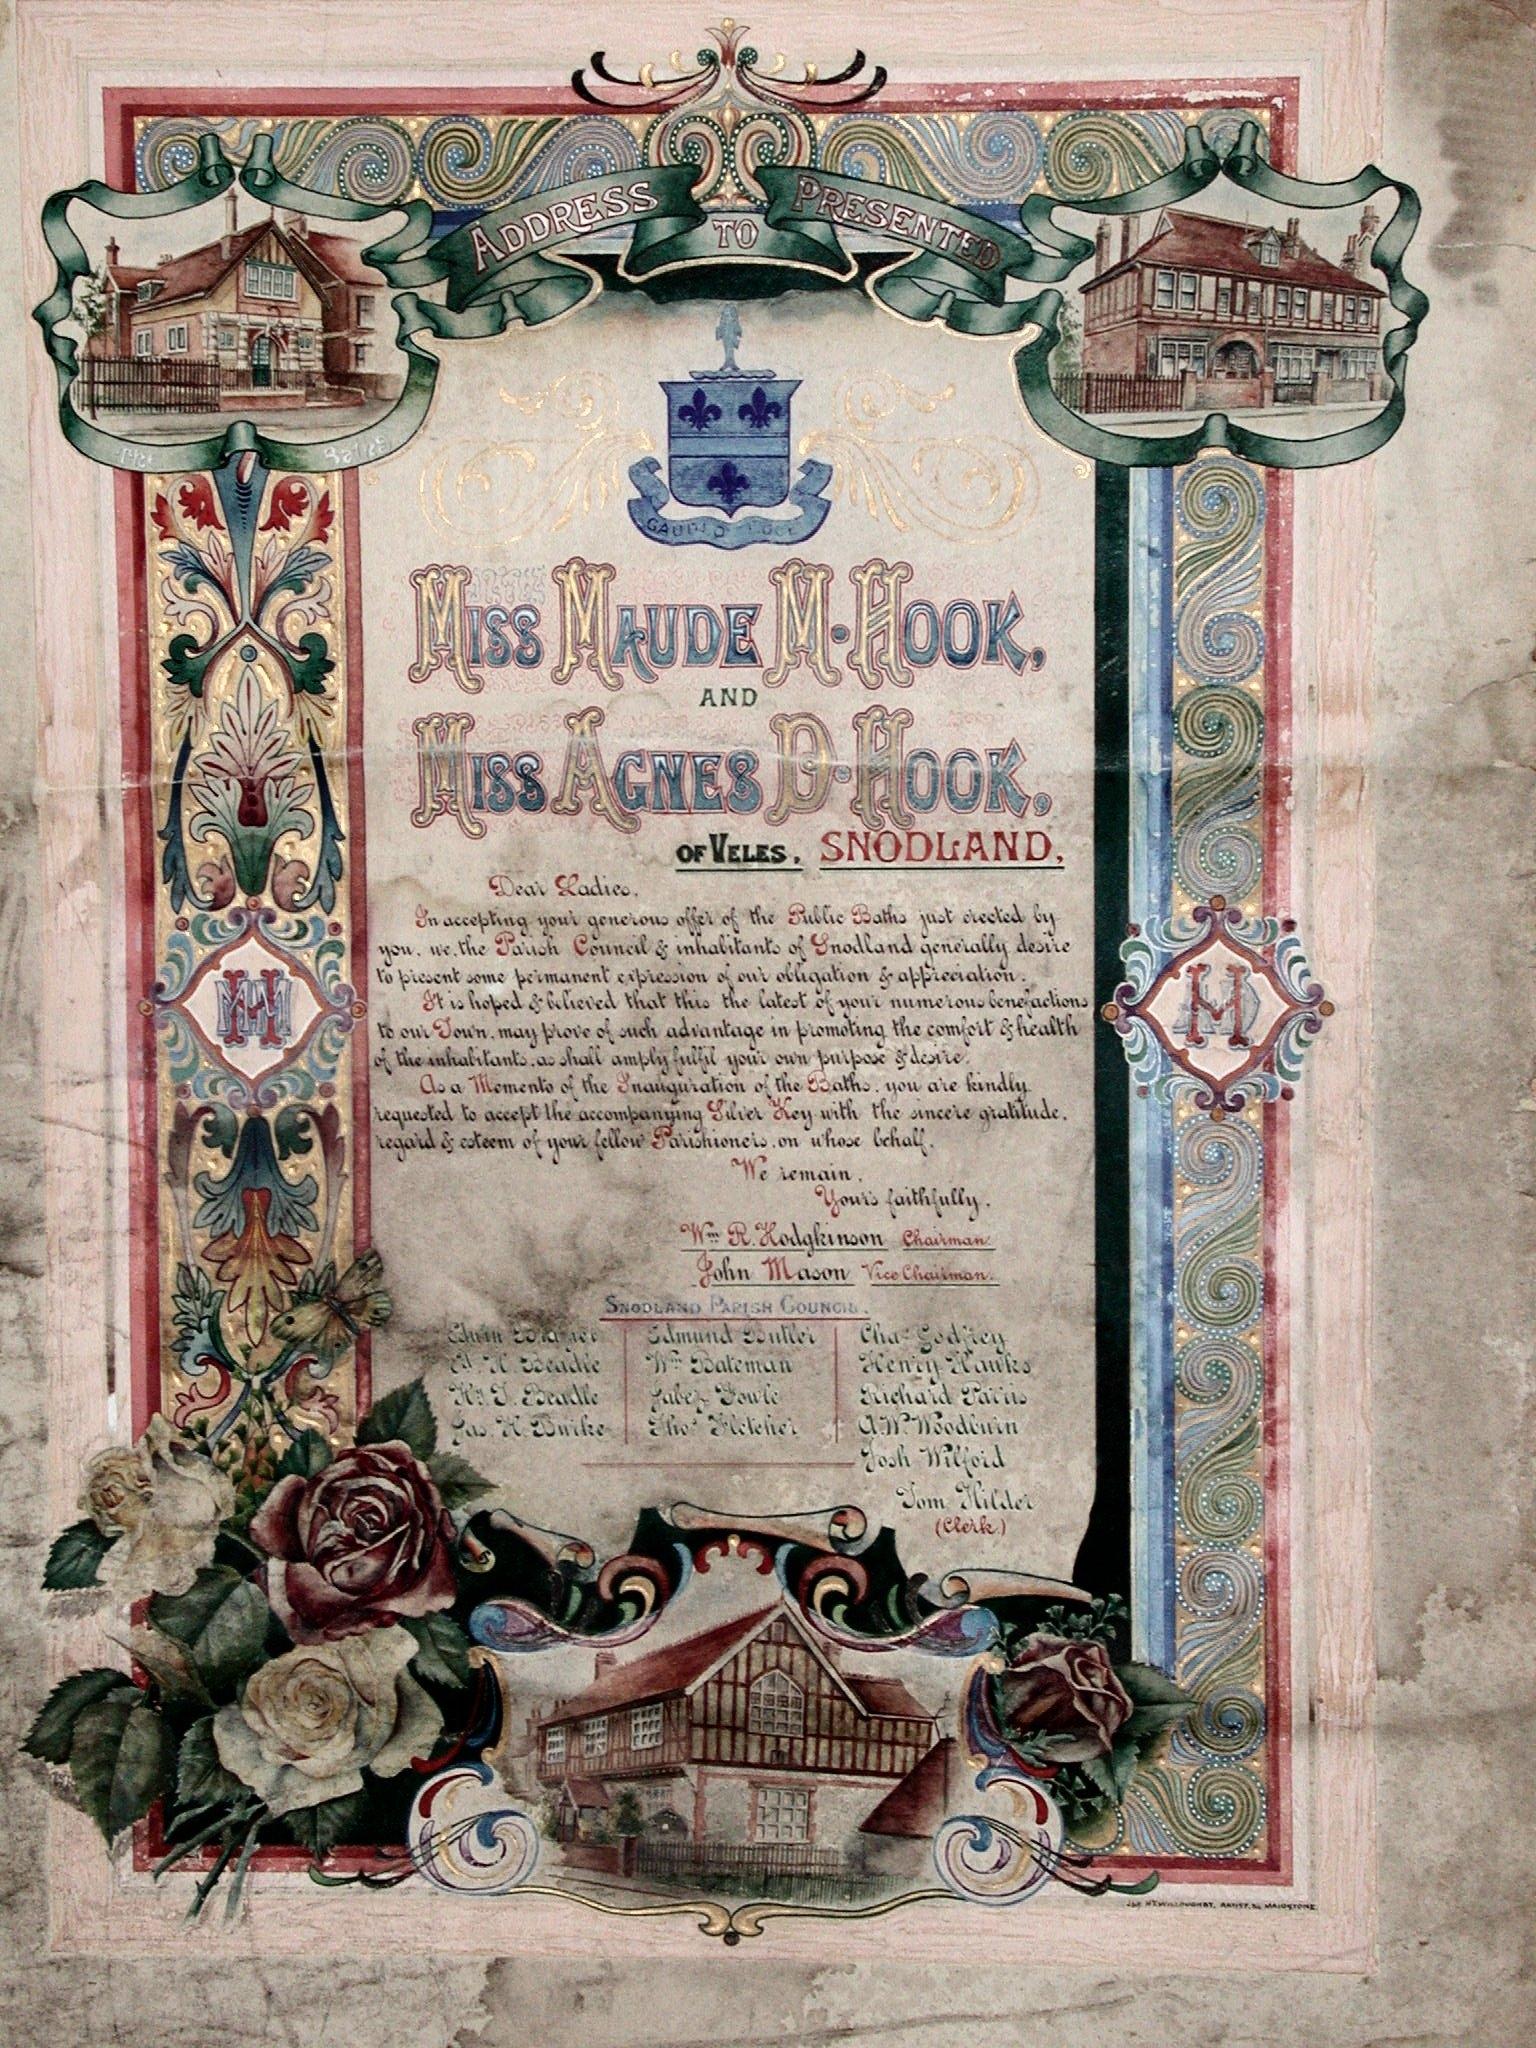 ADDRESS
TO
PRESENTED
The Baths
MISS MAUDE M. HOOK,
AND
MISS AGNES D. HOOK,
OF VELES, SNODLAND,
Dear Ladies,
In accepting your generous offer of the Public Baths just erected by
you, we, the Parish Council & inhabitants of Snodland generally desire
to present some permanent expression of our obligation & appreciation.
It is hoped & believed that this the latest of your numerous benefactions
to our Town, may prove of such advantage in promoting the comfort & health
of the inhabitants, as shall amply fulfil your own purpose & desire.
As a Memento of the Inauguration of the Baths, you are kindly
requested to accept the accompanying Silver Key with the sincere gratitude,
regard & esteem of your fellow Parishioners, on whose behalf,
We remain,
Yours faithfully,
Wm R. Hodgkinson Chairman.
John Mason Vice Chairman.
SNODLAND PARISH COUNCIL.
Edwin Edmund Butler Chas Godfrey
H. Beadle Wm Bateman Henry Hawks
Beadle Jabez Fowle Richard Parris
Jas. H. Burke Thos Fletcher A.W. Woodburn
Josh Wilford
Tom Hilder
(Clerk.)
WILLOUGHBY, ARTIST, MAIDSTONE